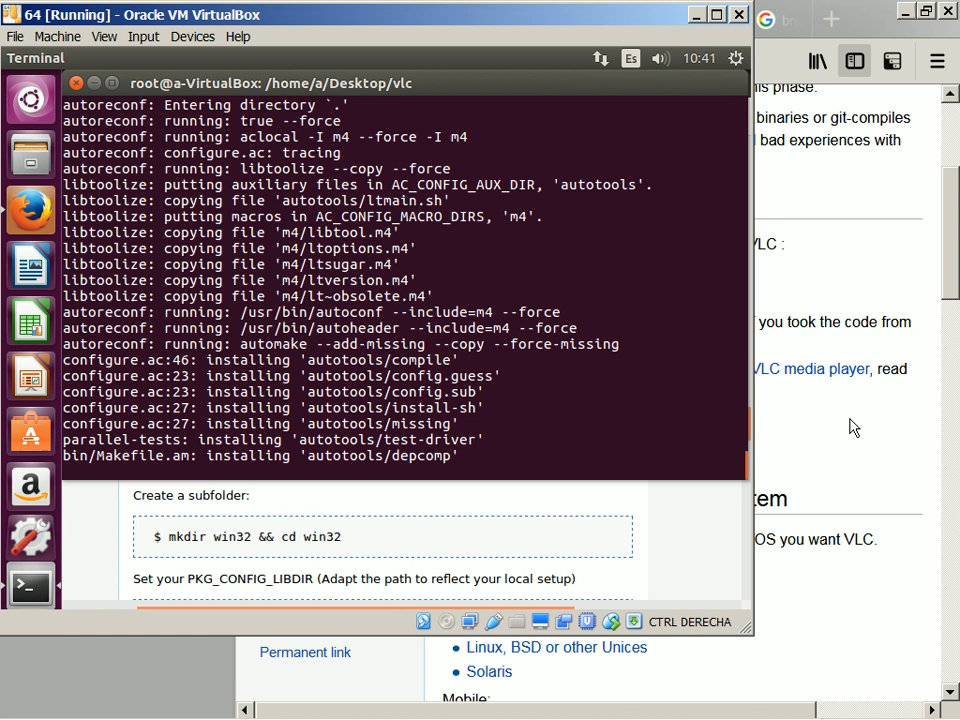 64 [Running] - Oracle VM VirtualBox
File Machine View Input Devices Help
Terminal
Es
10:41
root@a-VirtualBox: /home/a/Desktop/vlc
autoreconf: Entering directory `.'
autoreconf: running: true --force
autoreconf: running: aclocal -I m4 --force -I m4
autoreconf: configure.ac: tracing
autoreconf: running: libtoolize --copy --force
libtoolize: putting auxiliary files in AC_CONFIG_AUX_DIR, 'autotools'.
libtoolize: copying file 'autotools/ltmain.sh'
libtoolize: putting macros in AC_CONFIG_MACRO_DIRS, 'm4'.
libtoolize: copying file 'm4/libtool.m4'
libtoolize: copying file 'm4/ltoptions.m4'
libtoolize: copying file 'm4/ltsugar.m4'
libtoolize: copying file 'm4/ltversion.m4'
libtoolize: copying file 'm4/lt~obsolete.m4'
autoreconf: running: /usr/bin/autoconf --include=m4 --force
autoreconf: running: /usr/bin/autoheader --include=m4 --force
autoreconf: running: automake --add-missing --copy --force-missing
configure.ac:46: installing 'autotools/compile'
configure.ac:23: installing 'autotools/config.guess'
configure.ac:23: installing 'autotools/config.sub'
configure.ac:27: installing 'autotools/install-sh'
configure.ac:27: installing 'autotools/missing'
parallel-tests: installing 'autotools/test-driver'
bin/Makefile.am: installing 'autotools/depcomp'
Create a subfolder:
$ mkdir win32 && cd win32
Set your PKG_CONFIG_LIBDIR (Adapt the path to reflect your local setup)
CTRL DERECHA
phase.
binaries or git-compiles
bad experiences with
VLC :
you took the code from
VLC media player, read
OS you want VLC.
Permanent link
Linux, BSD or other Unices
Solaris
Mobile: